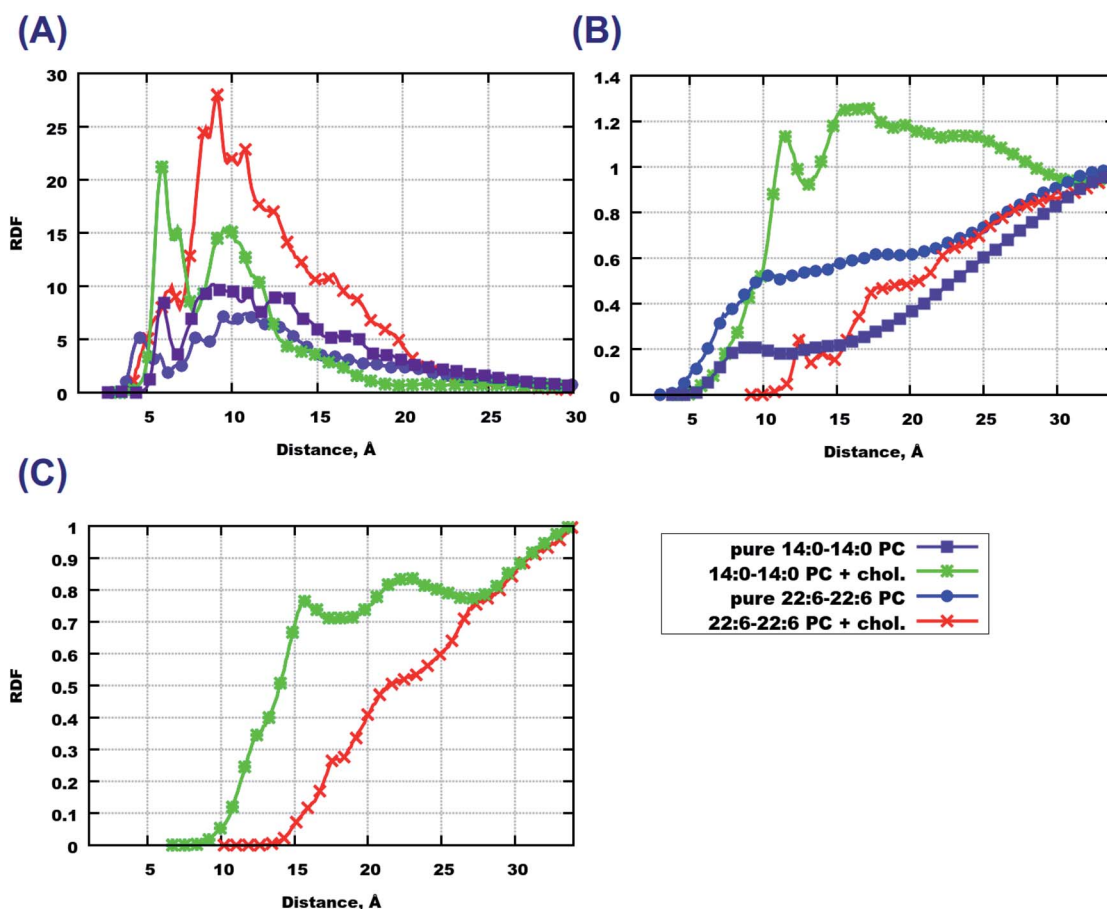 (A)
30
25
20
15
10
5
0
RDF
5 10 15 20 25 30
Distance, Å
(B)
1.4
1.2
1
0.8
0.6
0.4
0.2
0
5 10 15 20 25 30
Distance, Å
(C)
1
0.9
0.8
0.7
0.6
0.5
0.4
0.3
0.2
0.1
0
RDF
5 10 15 20 25 30
Distance, Å
pure 14:0-14:0 PC
14:0-14:0 PC + chol.
pure 22:6-22:6 PC
22:6-22:6 PC + chol.